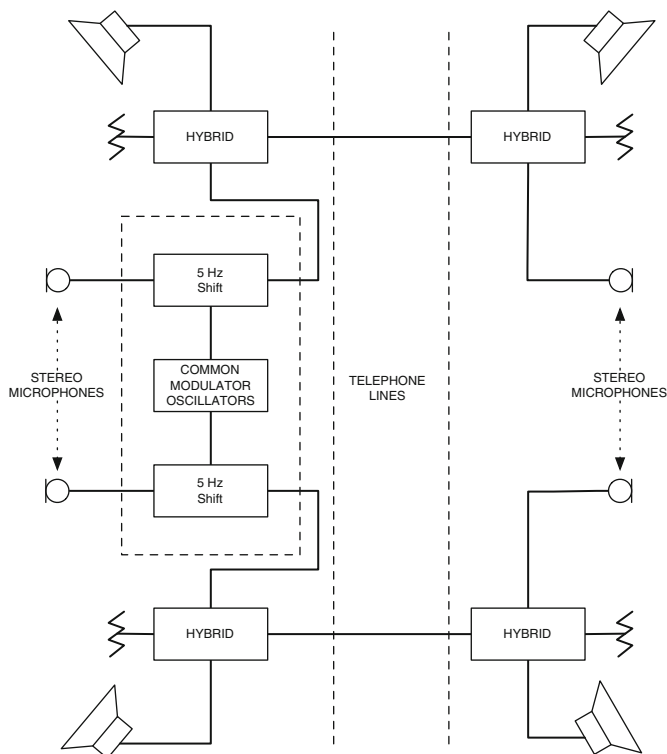 HYBRID
HYBRID
5 Hz
Shift
COMMON
MODULATOR
OSCILLATORS
STEREO
MICROPHONES
TELEPHONE
LINES
STEREO
MICROPHONES
5 Hz
Shift
HYBRID
HYBRID